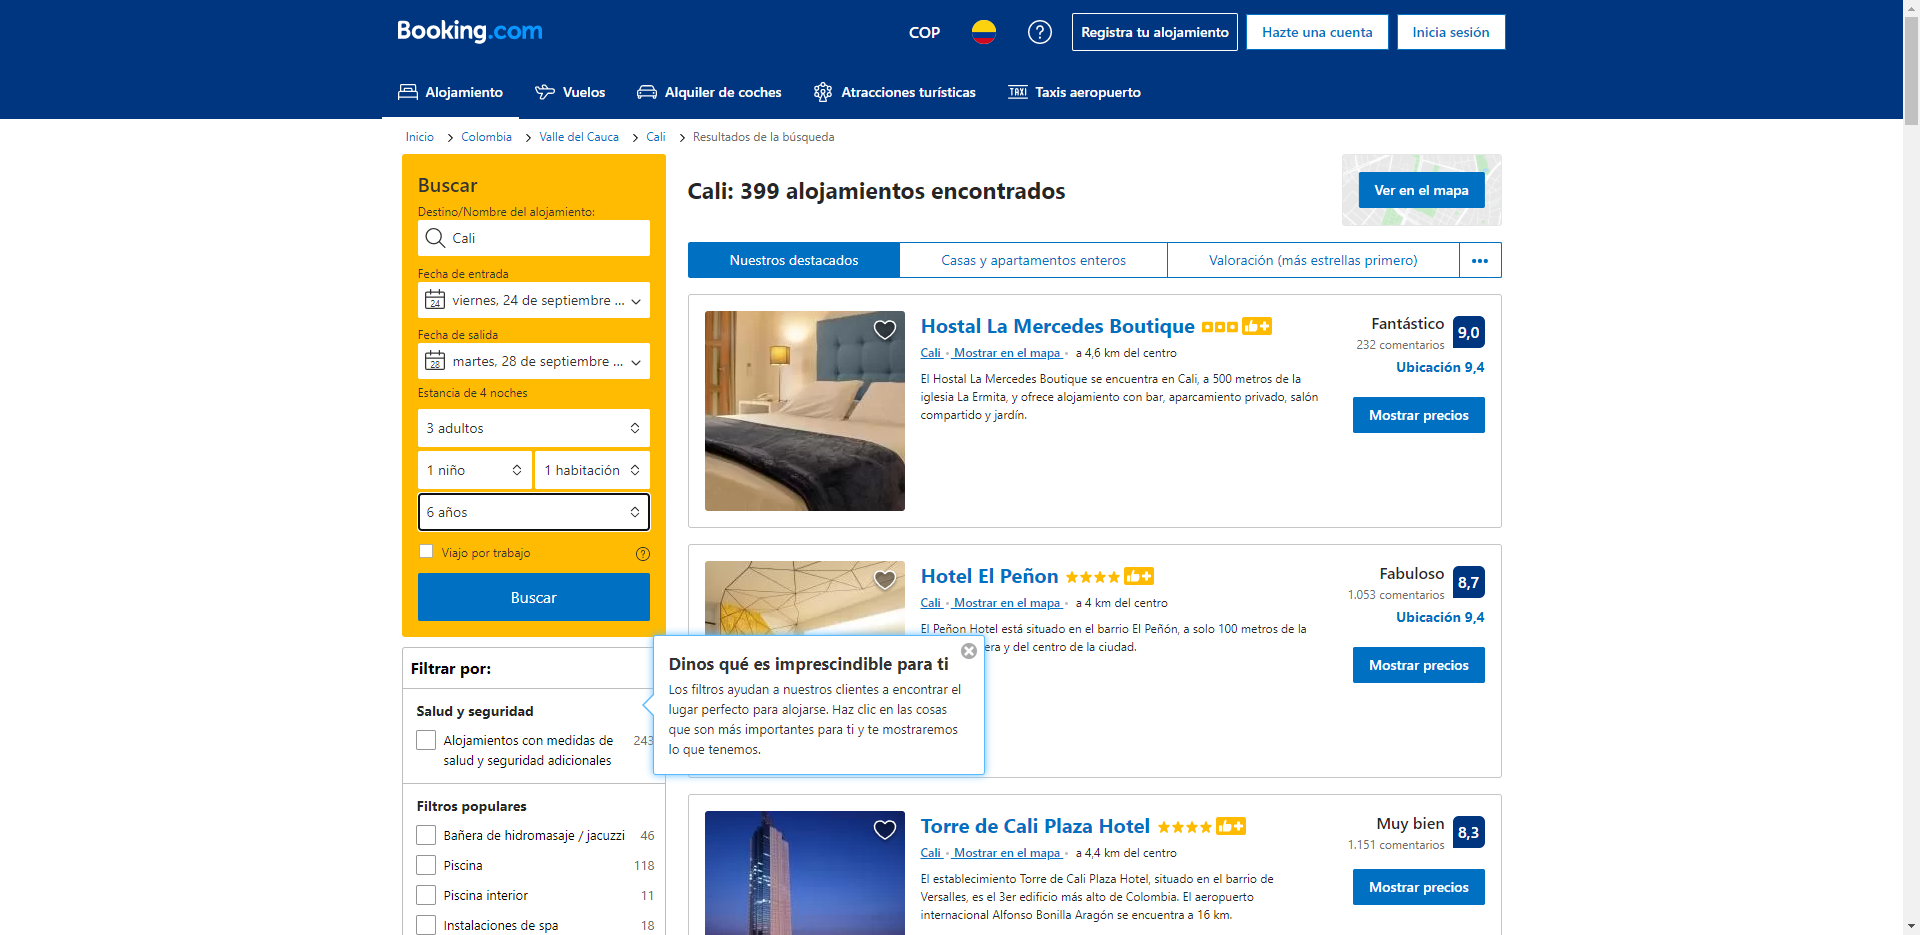 Booking.com
COP
Registra tu alojamiento
Hazte una cuenta
Inicia sesión
Alojamiento
Vuelos
Alquiler de coches
TAXI
Atracciones turísticas
Taxis aeropuerto
Inicio
Colombia
Valle del Cauca
Cali
Resultados de la búsqueda
Buscar
Destino/Nombre del alojamiento:
Cali
Fecha de entrada
24
viernes, 24 de septiembre ...
Fecha de salida
28
martes, 28 de septiembre ...
Estancia de 4 noches
3 adultos
1 niño
1 habitación
6 años
Viajo por trabajo
Buscar
Filtrar por:
Salud y seguridad
Alojamientos con medidas de 243
salud y seguridad adicionales
Filtros populares
Bañera de hidromasaje / jacuzzi 46
Piscina 118
Piscina interior 11
Instalaciones de spa 18
Cali: 399 alojamientos encontrados
Ver en el mapa
Nuestros destacados
Casas y apartamentos enteros
Valoración (más estrellas primero)
Hostal La Mercedes Boutique
Cali • Mostrar en el mapa • a 4,6 km del centro
El Hostal La Mercedes Boutique se encuentra en Cali, a 500 metros de la
iglesia La Ermita, y ofrece alojamiento con bar, aparcamiento privado, salón
compartido y jardín.
Fantástico 9,0
232 comentarios
Ubicación 9,4
Mostrar precios
Hotel El Peñon
Cali • Mostrar en el mapa • a 4 km del centro
El Peñon Hotel está situado en el barrio El Peñón, a solo 100 metros de la
era y del centro de la ciudad.
Fabuloso 8,7
1.053 comentarios
Ubicación 9,4
Mostrar precios
Dinos qué es imprescindible para ti
Los filtros ayudan a nuestros clientes a encontrar el
lugar perfecto para alojarse. Haz clic en las cosas
que son más importantes para ti y te mostraremos
lo que tenemos.
Torre de Cali Plaza Hotel
Cali • Mostrar en el mapa • a 4,4 km del centro
El establecimiento Torre de Cali Plaza Hotel, situado en el barrio de
Versalles, es el 3er edificio más alto de Colombia. El aeropuerto
internacional Alfonso Bonilla Aragón se encuentra a 16 km.
Muy bien 8,3
1.151 comentarios
Mostrar precios